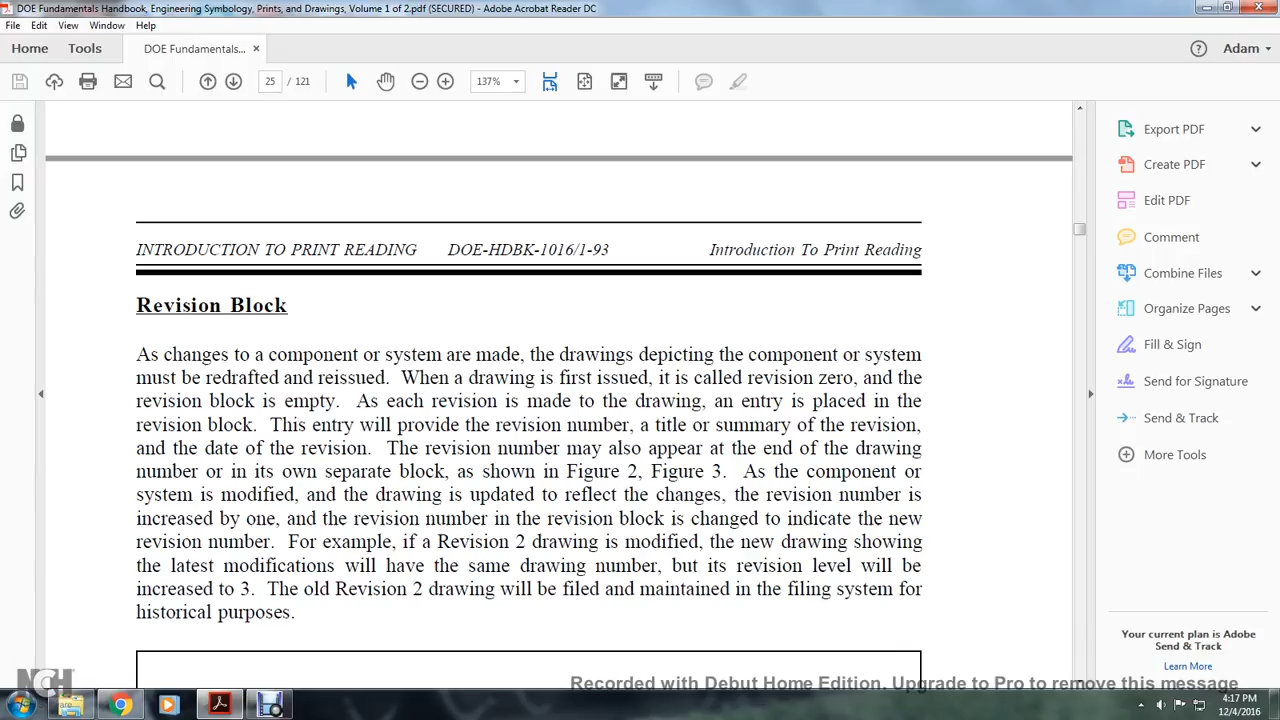 DOE Fundamentals Handbook, Engineering Symbology, Prints, and Drawings, Volume 1 of 2.pdf (SECURED) - Adobe Acrobat Reader DC
File Edit View Window Help
Home Tools DOE Fundamentals... × Adam
25 / 121 137%
Export PDF
Create PDF
Edit PDF
Comment
Combine Files
Organize Pages
Fill & Sign
Send for Signature
Send & Track
More Tools
Your current plan is Adobe
Send & Track
Learn More
INTRODUCTION TO PRINT READING DOE-HDBK-1016/1-93 Introduction To Print Reading
Revision Block
As changes to a component or system are made, the drawings depicting the component or system
must be redrafted and reissued. When a drawing is first issued, it is called revision zero, and the
revision block is empty. As each revision is made to the drawing, an entry is placed in the
revision block. This entry will provide the revision number, a title or summary of the revision,
and the date of the revision. The revision number may also appear at the end of the drawing
number or in its own separate block, as shown in Figure 2, Figure 3. As the component or
system is modified, and the drawing is updated to reflect the changes, the revision number is
increased by one, and the revision number in the revision block is changed to indicate the new
revision number. For example, if a Revision 2 drawing is modified, the new drawing showing
the latest modifications will have the same drawing number, but its revision level will be
increased to 3. The old Revision 2 drawing will be filed and maintained in the filing system for
historical purposes.
NCH
Recorded with Debut Home Edition. Upgrade to Pro to remove this message
4:17 PM
12/4/2016